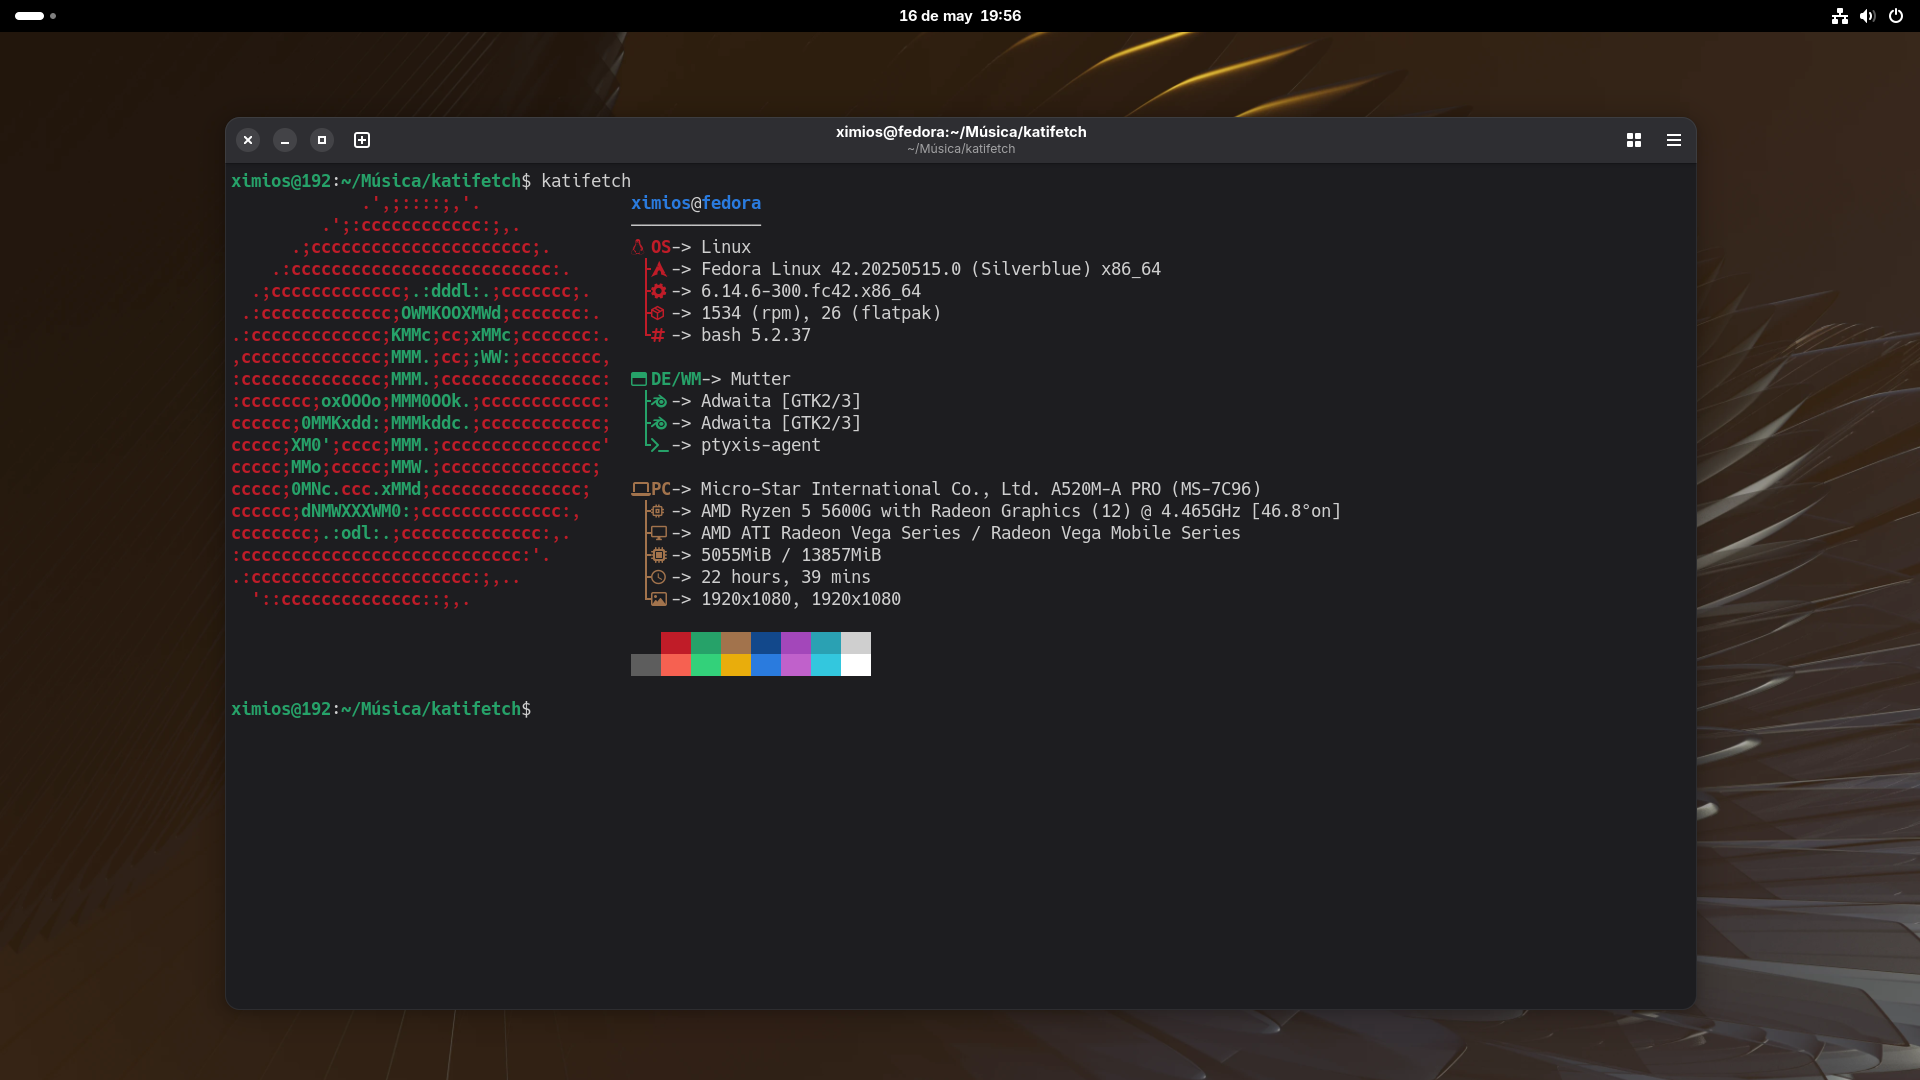 16 de may  19:56
ximios@fedora:~/Música/katifetch
~/Música/katifetch
ximios@192:~/Música/katifetch$ katifetch
             .',;::::;,'.                ximios@fedora
         .';:cccccccccccc:;,.            ─────────────
      .;cccccccccccccccccccccc;.         OS-> Linux
    .:cccccccccccccccccccccccccc:.       -> Fedora Linux 42.20250515.0 (Silverblue) x86_64
  .;ccccccccccccc;.:dddl:.;ccccccc;.     -> 6.14.6-300.fc42.x86_64
 .:ccccccccccccc;OWMKOOXMWd;ccccccc:.    -> 1534 (rpm), 26 (flatpak)
.:ccccccccccccc;KMMc;cc;xMMc;ccccccc:.   # -> bash 5.2.37
,cccccccccccccc;MMM.;cc;;WW:;cccccccc,
:cccccccccccccc;MMM.;cccccccccccccccc:   DE/WM-> Mutter
:ccccccc;oxOOOo;MMM0OOk.;cccccccccccc:   -> Adwaita [GTK2/3]
cccccc;0MMKxdd:;MMMkddc.;cccccccccccc;   -> Adwaita [GTK2/3]
ccccc;XM0';cccc;MMM.;cccccccccccccccc'   -> ptyxis-agent
ccccc;MMo;ccccc;MMW.;ccccccccccccccc;
ccccc;0MNc.ccc.xMMd;ccccccccccccccc;     PC-> Micro-Star International Co., Ltd. A520M-A PRO (MS-7C96)
cccccc;dNMWXXXWM0:;cccccccccccccc:,      -> AMD Ryzen 5 5600G with Radeon Graphics (12) @ 4.465GHz [46.8°on]
cccccccc;.:odl:.;cccccccccccccc:,.       -> AMD ATI Radeon Vega Series / Radeon Vega Mobile Series
:cccccccccccccccccccccccccccc:'.         -> 5055MiB / 13857MiB
.:cccccccccccccccccccccc:;,..            -> 22 hours, 39 mins
  '::cccccccccccccc::;,.                 -> 1920x1080, 1920x1080
ximios@192:~/Música/katifetch$